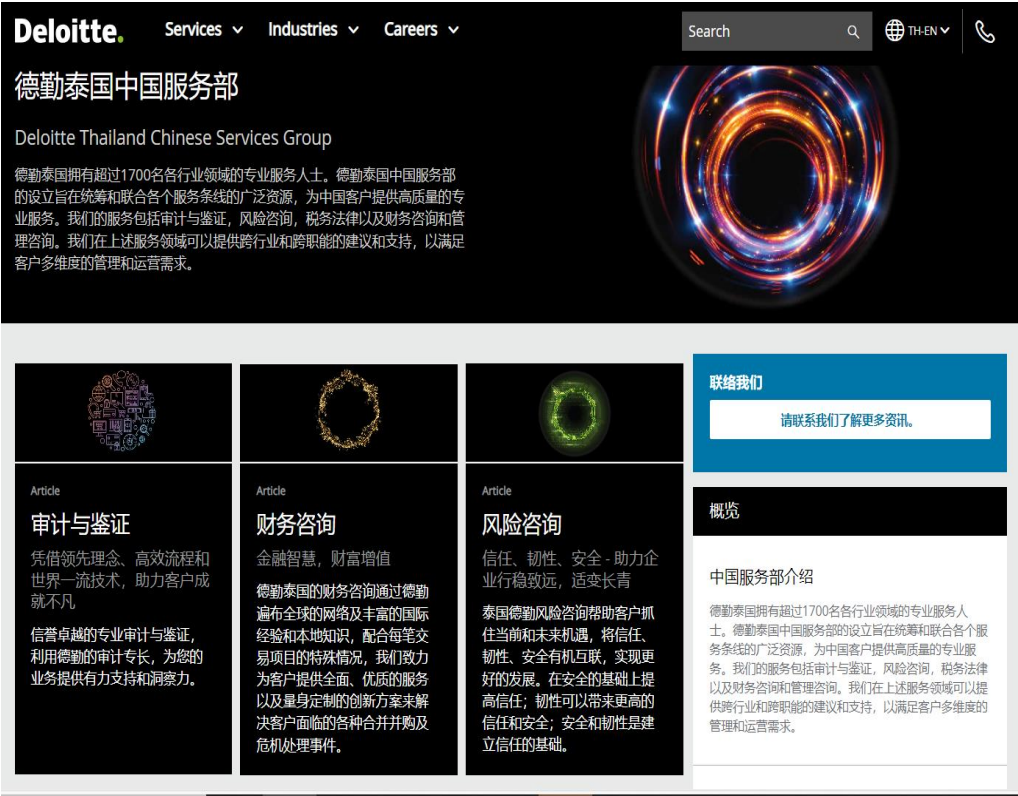 Deloitte.
Services
Industries
Careers
Search
TH-EN
德勤泰国中国服务部
Deloitte Thailand Chinese Services Group
德勤泰国拥有超过1700名各行业领域的专业服务人士。德勤泰国中国服务部
的设立旨在统筹和联合各个服务条线的广泛资源，为中国客户提供高质量的专
业服务。我们的服务包括审计与鉴证，风险咨询，税务法律以及财务咨询和管
理咨询。我们在上述服务领域可以提供跨行业和跨职能的建议和支持，以满足
客户多维度的管理和运营需求。
Article
审计与鉴证
凭借领先理念、高效流程和
世界一流技术，助力客户成
就不凡
信誉卓越的专业审计与鉴证，
利用德勤的审计专长，为您的
业务提供有力支持和洞察力。
Article
财务咨询
金融智慧，财富增值
德勤泰国的财务咨询通过德勤
遍布全球的网络及丰富的国际
经验和本地知识，配合每笔交
易项目的特殊情况，我们致力
为客户提供全面、优质的服务
以及量身定制的创新方案来解
决客户面临的各种合并并购及
危机处理事件。
Article
风险咨询
信任、韧性、安全 - 助力企
业行稳致远，适变长青
泰国德勤风险咨询帮助客户抓
住当前和未来机遇，将信任、
韧性、安全有机互联，实现更
好的发展。在安全的基础上提
高信任；韧性可以带来更高的
信任和安全；安全和韧性是建
立信任的基础。
联络我们
请联系我们了解更多资讯。
概览
中国服务部介绍
德勤泰国拥有超过1700名各行业领域的专业服务人
士。德勤泰国中国服务部的设立旨在统筹和联合各个服
务条线的广泛资源，为中国客户提供高质量的专业服
务。我们的服务包括审计与鉴证，风险咨询，税务法律
以及财务咨询和管理咨询。我们在上述服务领域可以提
供跨行业和跨职能的建议和支持，以满足客户多维度的
管理和运营需求。